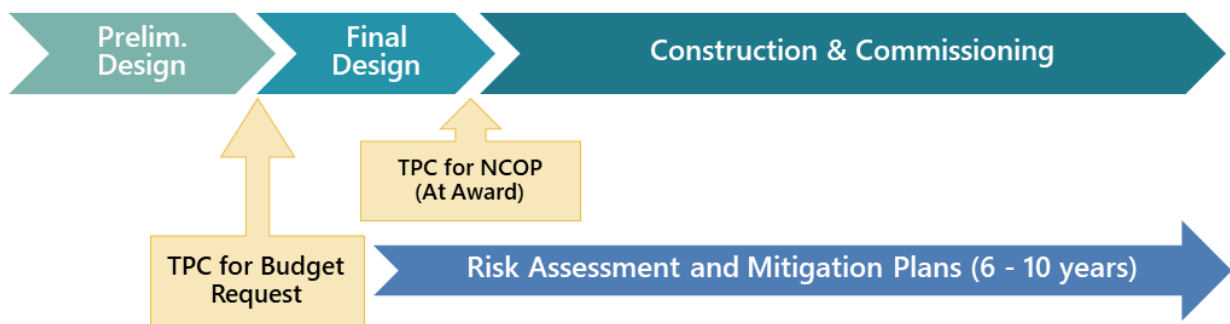 Prelim.
Design
Final
Design
Construction & Commissioning
TPC for NCOP
(At Award)
TPC for Budget
Request
Risk Assessment and Mitigation Plans (6 - 10 years)